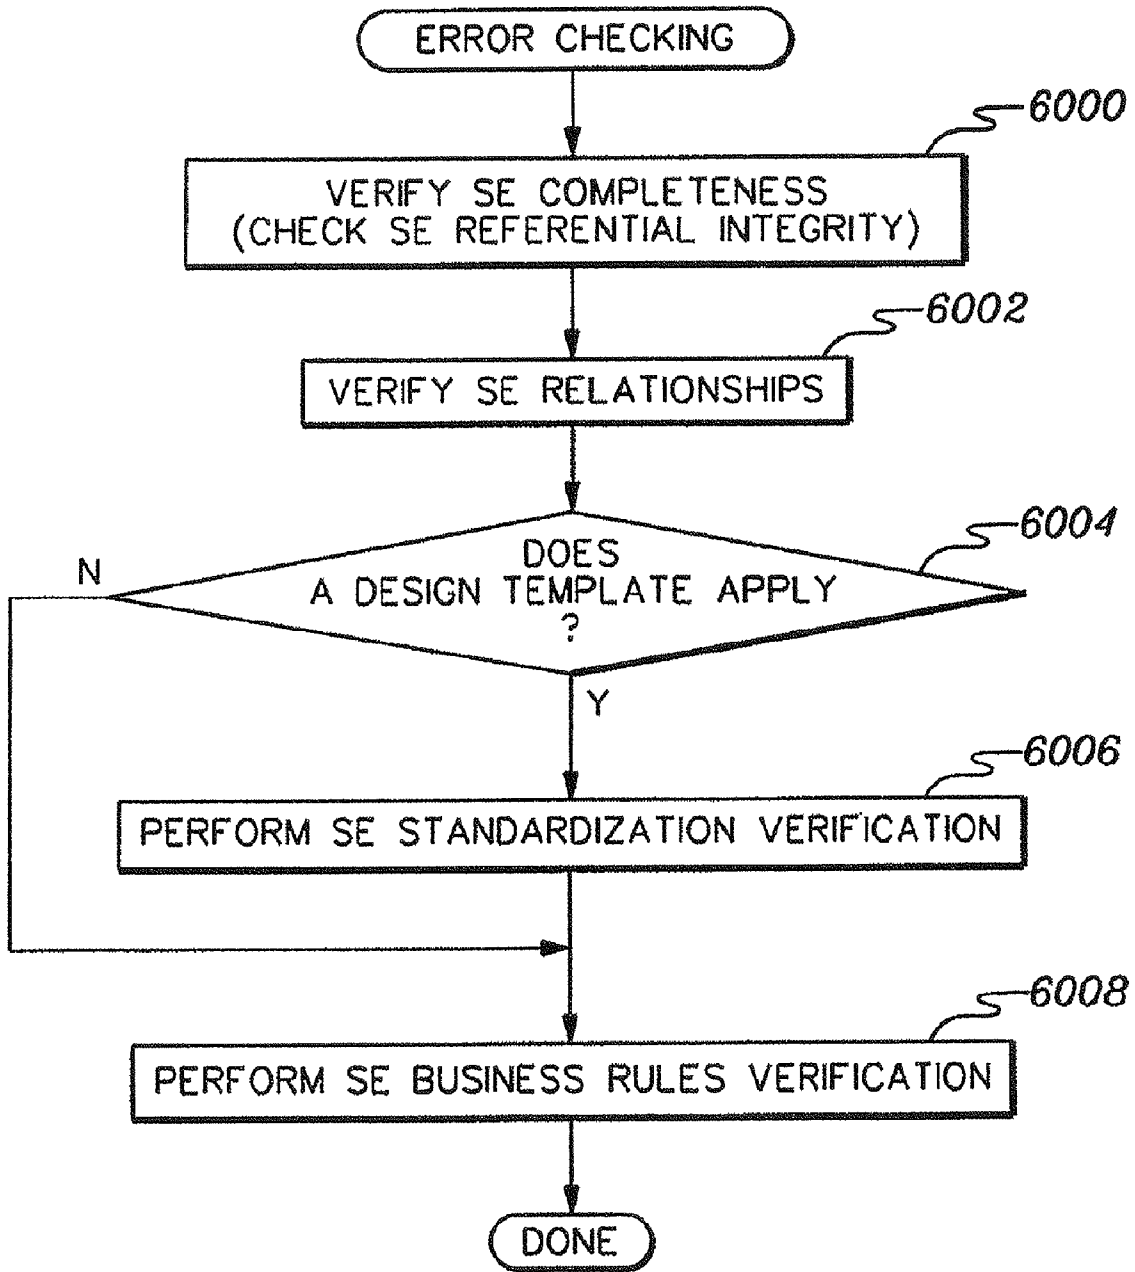 ERROR CHECKING
6000
VERIFY SE COMPLETENESS
(CHECK SE REFERENTIAL INTEGRITY)
6002
VERIFY SE RELATIONSHIPS
6004
N
DOES
A DESIGN TEMPLATE APPLY
?
Y
6006
PERFORM SE STANDARDIZATION VERIFICATION
6008
PERFORM SE BUSINESS RULES VERIFICATION
DONE